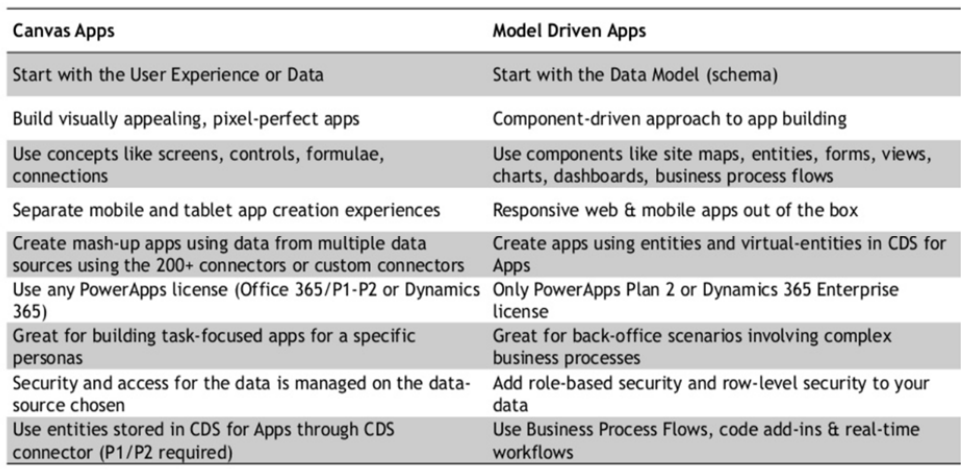 Canvas Apps
Model Driven Apps
Start with the User Experience or Data
Start with the Data Model (schema)
Build visually appealing, pixel-perfect apps
Component-driven approach to app building
Use concepts like screens, controls, formulae,
connections
Use components like site maps, entities, forms, views,
charts, dashboards, business process flows
Separate mobile and tablet app creation experiences
Responsive web & mobile apps out of the box
Create mash-up apps using data from multiple data
sources using the 200+ connectors or custom connectors
Create apps using entities and virtual-entities in CDS for
Apps
Use any PowerApps license (Office 365/P1-P2 or Dynamics
365)
Only PowerApps Plan 2 or Dynamics 365 Enterprise
license
Great for building task-focused apps for a specific
personas
Great for back-office scenarios involving complex
business processes
Security and access for the data is managed on the data-
source chosen
Add role-based security and row-level security to your
data
Use entities stored in CDS for Apps through CDS
connector (P1/P2 required)
Use Business Process Flows, code add-ins & real-time
workflows